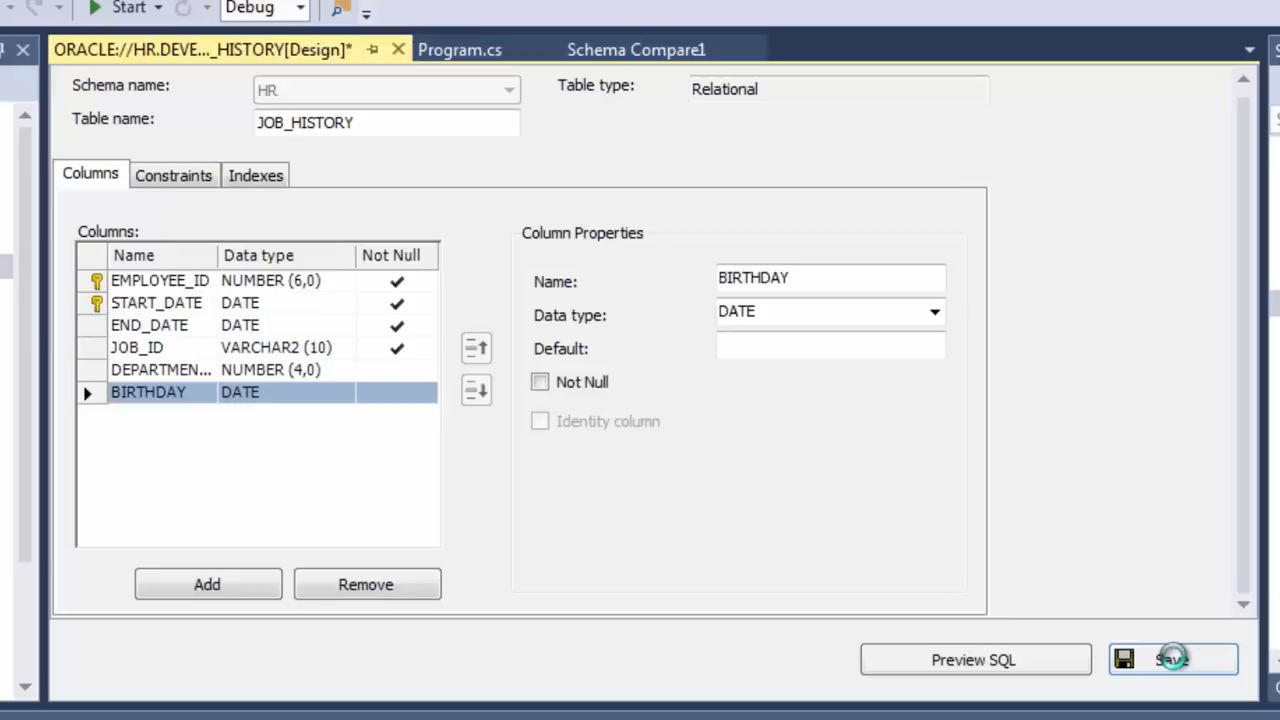 Start Debug
ORACLE://HR.DEVE..._HISTORY[Design]* Program.cs Schema Compare1
Schema name: HR Table type: Relational
Table name: JOB_HISTORY
Columns Constraints Indexes
Columns: Column Properties
Name Data type Not Null
EMPLOYEE_ID NUMBER (6,0)
START_DATE DATE
END_DATE DATE
JOB_ID VARCHAR2 (10)
DEPARTMEN... NUMBER (4,0)
BIRTHDAY DATE
Name: BIRTHDAY
Data type: DATE
Default:
Not Null
Identity column
Add Remove
Preview SQL Save